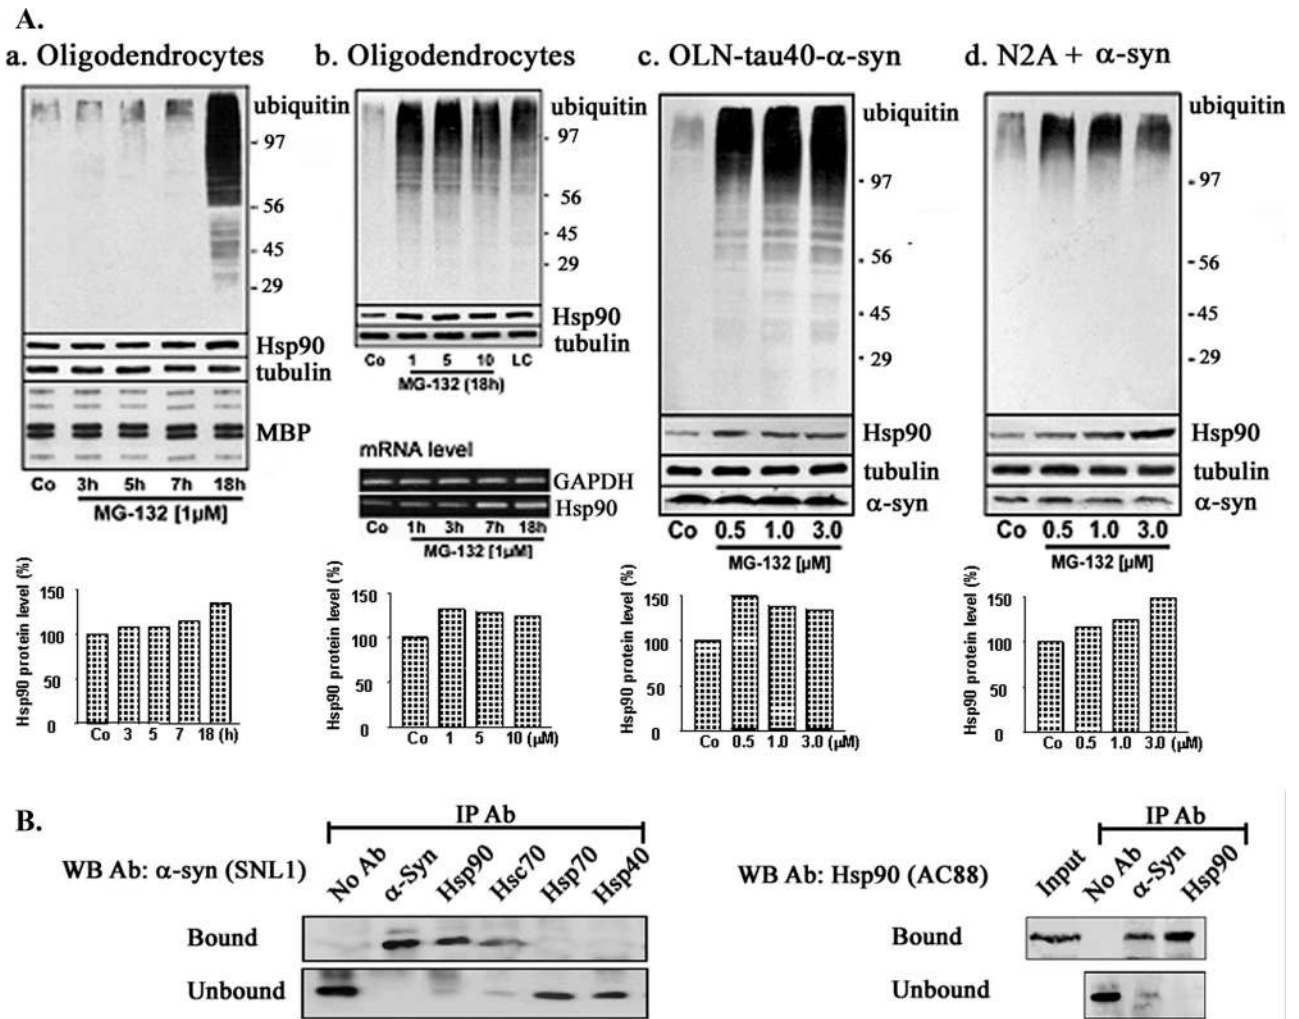 A.
a. Oligodendrocytes
b. Oligodendrocytes
c. OLN-tau40-α-syn
d. N2A + α-syn
ubiquitin
- 97
- 56
- 45
- 29
Hsp90
tubulin
MBP
Co 3h 5h 7h 18h
MG-132 [1µM]
ubiquitin
- 97
- 56
- 45
- 29
Hsp90
tubulin
Co 1 5 10 LC
MG-132 (18h)
mRNA level
GAPDH
Hsp90
Co 1h 3h 7h 18h
MG-132 [1µM]
ubiquitin
- 97
- 56
- 45
- 29
Hsp90
tubulin
α-syn
Co 0.5 1.0 3.0
MG-132 [µM]
ubiquitin
- 97
- 56
- 45
- 29
Hsp90
tubulin
α-syn
Co 0.5 1.0 3.0
MG-132 [µM]
Hsp90 protein level (%)
150
100
50
0
Co 3 5 7 18 (h)
Hsp90 protein level (%)
150
100
50
0
Co 1 5 10 (µM)
Hsp90 protein level (%)
150
100
50
0
Co 0.5 1.0 3.0 (µM)
Hsp90 protein level (%)
150
100
50
0
Co 0.5 1.0 3.0 (µM)
B.
IP Ab
WB Ab: α-syn (SNL1)
No Ab α-Syn Hsp90 Hsc70 Hsp70 Hsp40
Bound
Unbound
IP Ab
WB Ab: Hsp90 (AC88)
Input No Ab α-Syn Hsp90
Bound
Unbound